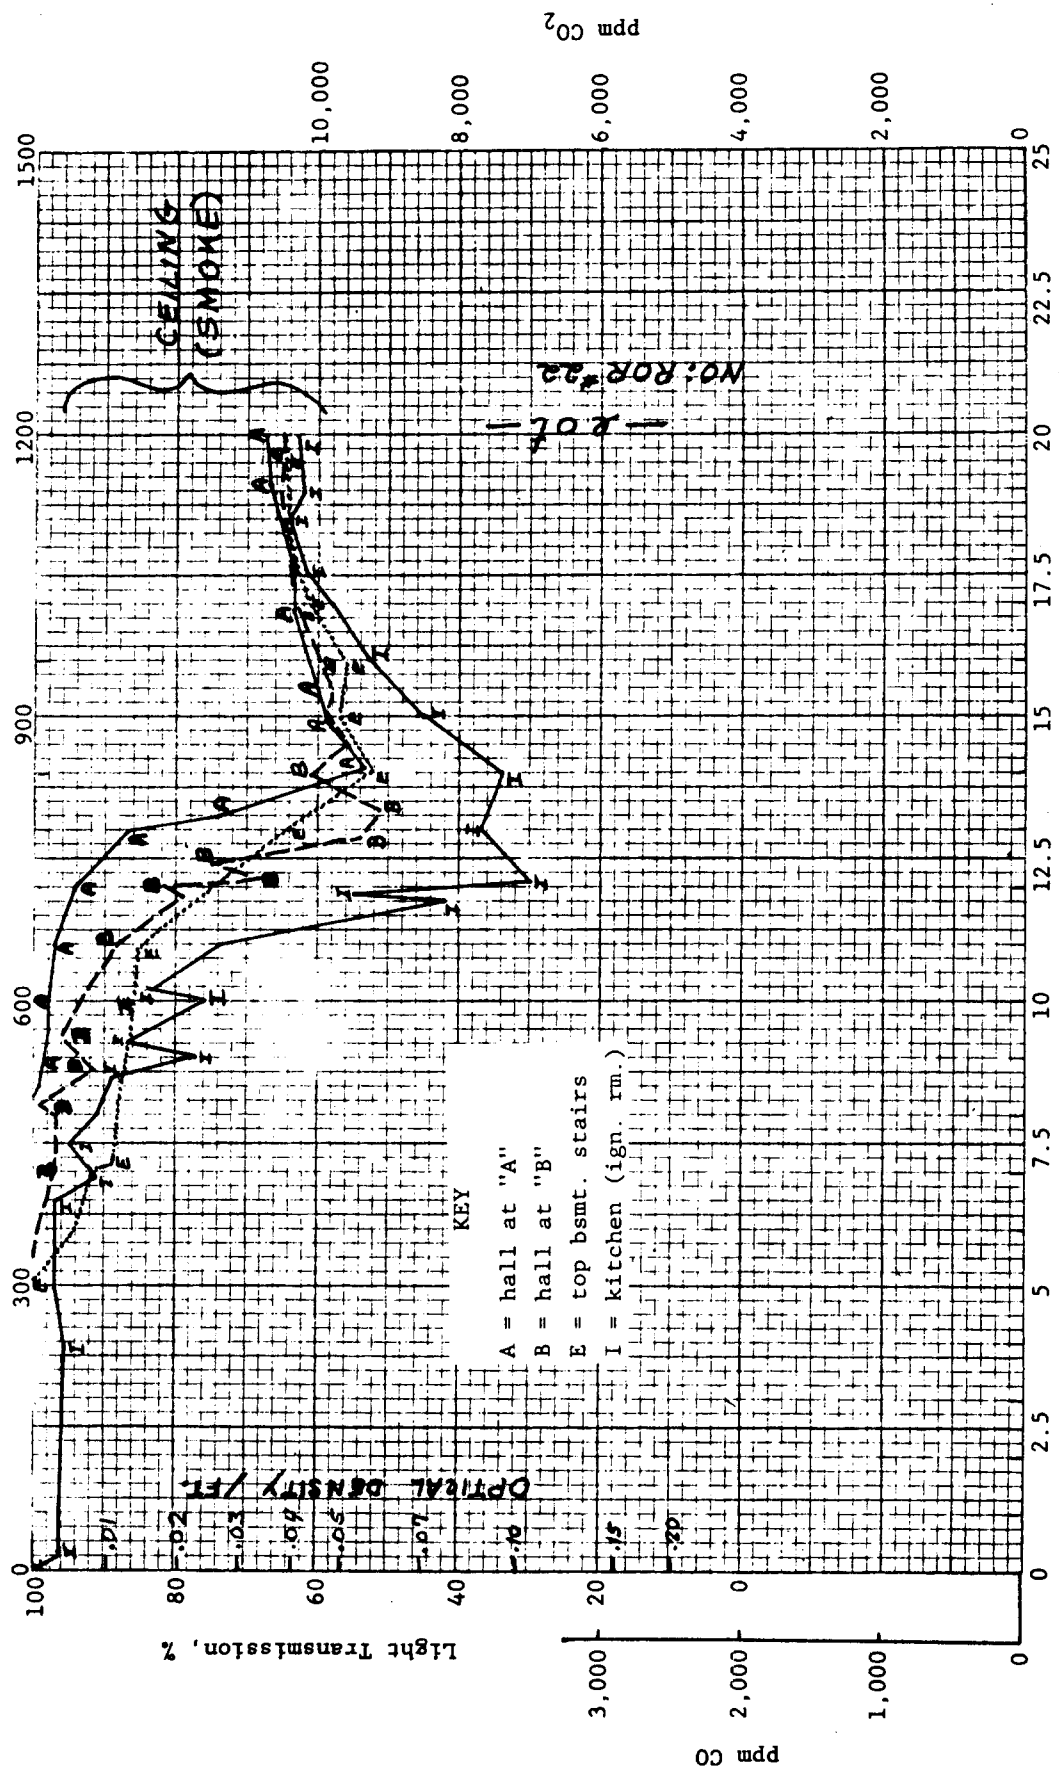 0 300 600 900 1200 1500
CEILING
(SMOKE)
ppm CO2
10,000
8,000
6,000
4,000
2,000
0
NO: ROR #22
KEY
A = hall at "A"
B = hall at "B"
E = top bsmt. stairs
I = kitchen (ign. rm.)
OPTICAL DENSITY/FT.
.01
.02
.03
.04
.05
.07
.10
.15
.20
Light Transmission, %
100
80
60
40
20
0
ppm CO
3,000
2,000
1,000
0
0 2.5 5 7.5 10 12.5 15 17.5 20 22.5 25